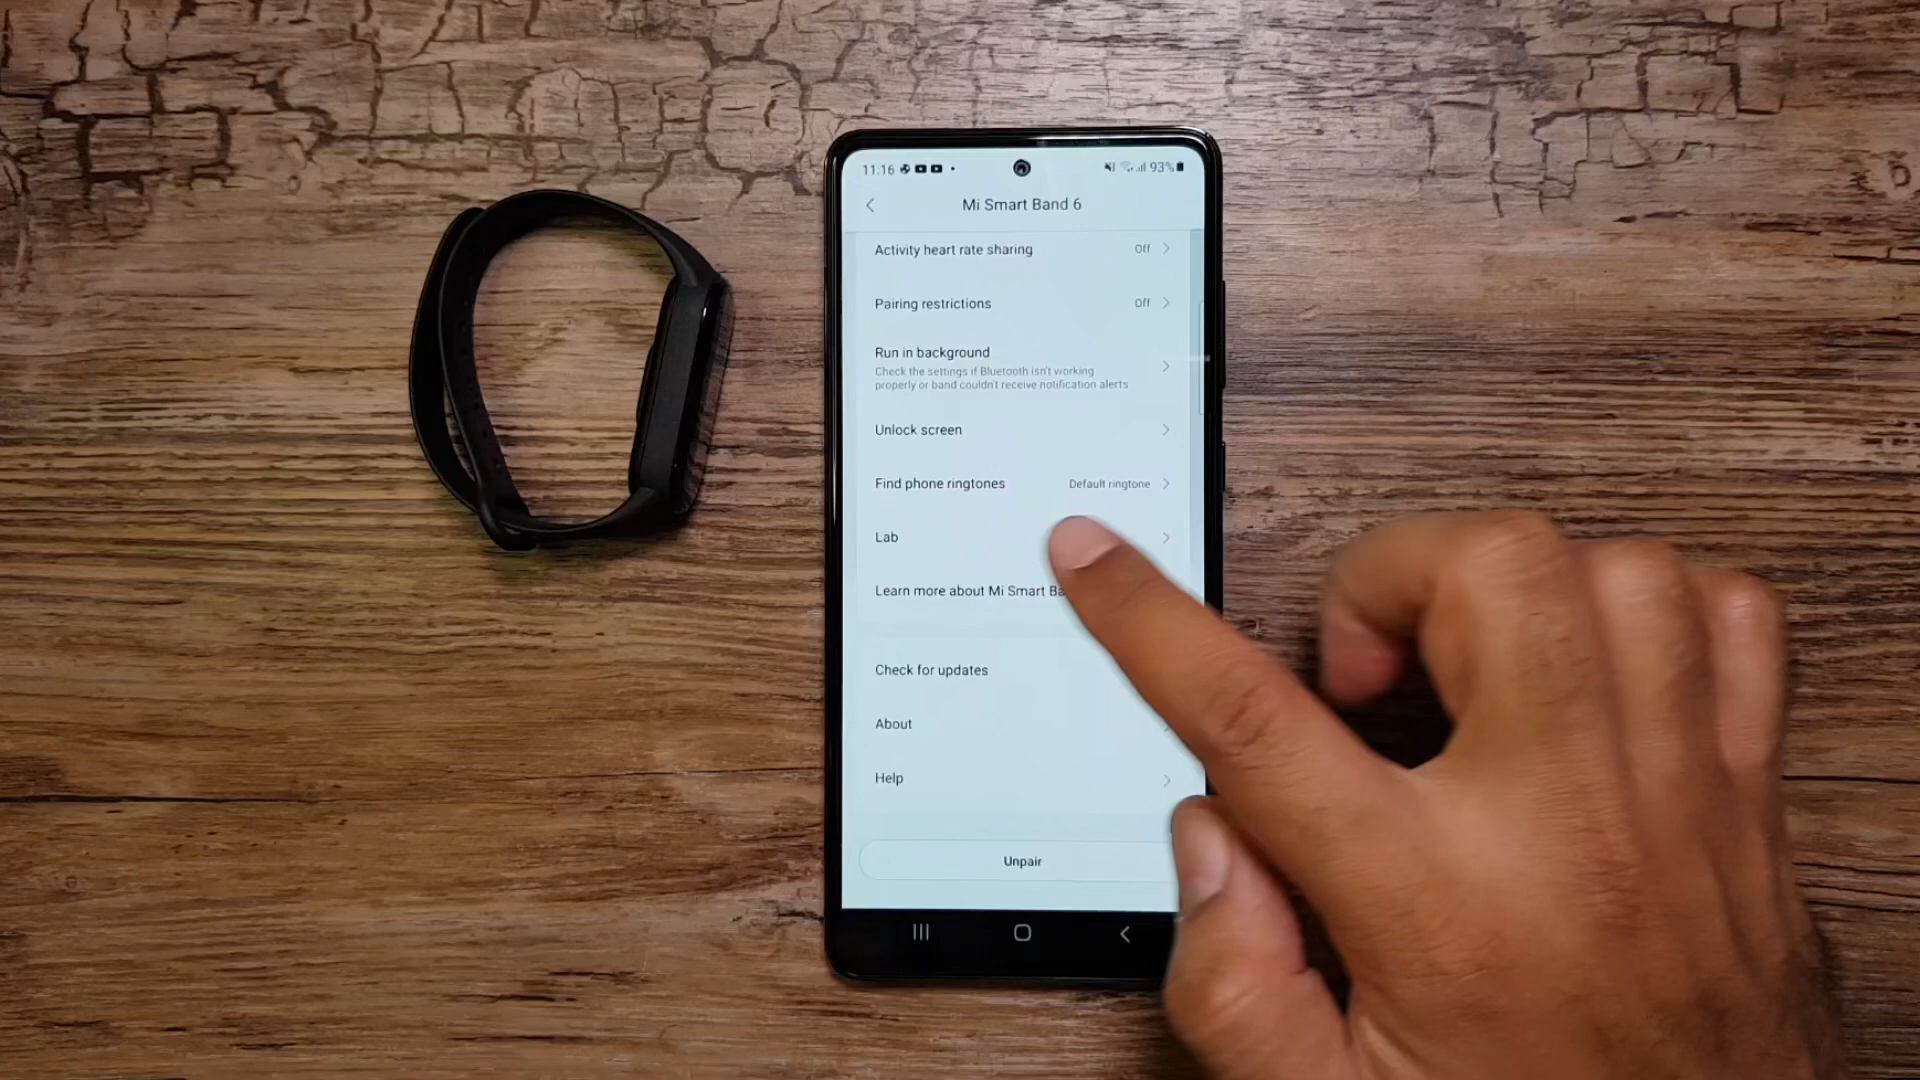 11:16
93%
Mi Smart Band 6
Activity heart rate sharing Off
Pairing restrictions Off
Run in background
Check the settings if Bluetooth isn't working
properly or band couldn't receive notification alerts
Unlock screen
Find phone ringtones Default ringtone
Lab
Learn more about Mi Smart Ba
Check for updates
About
Help
Unpair